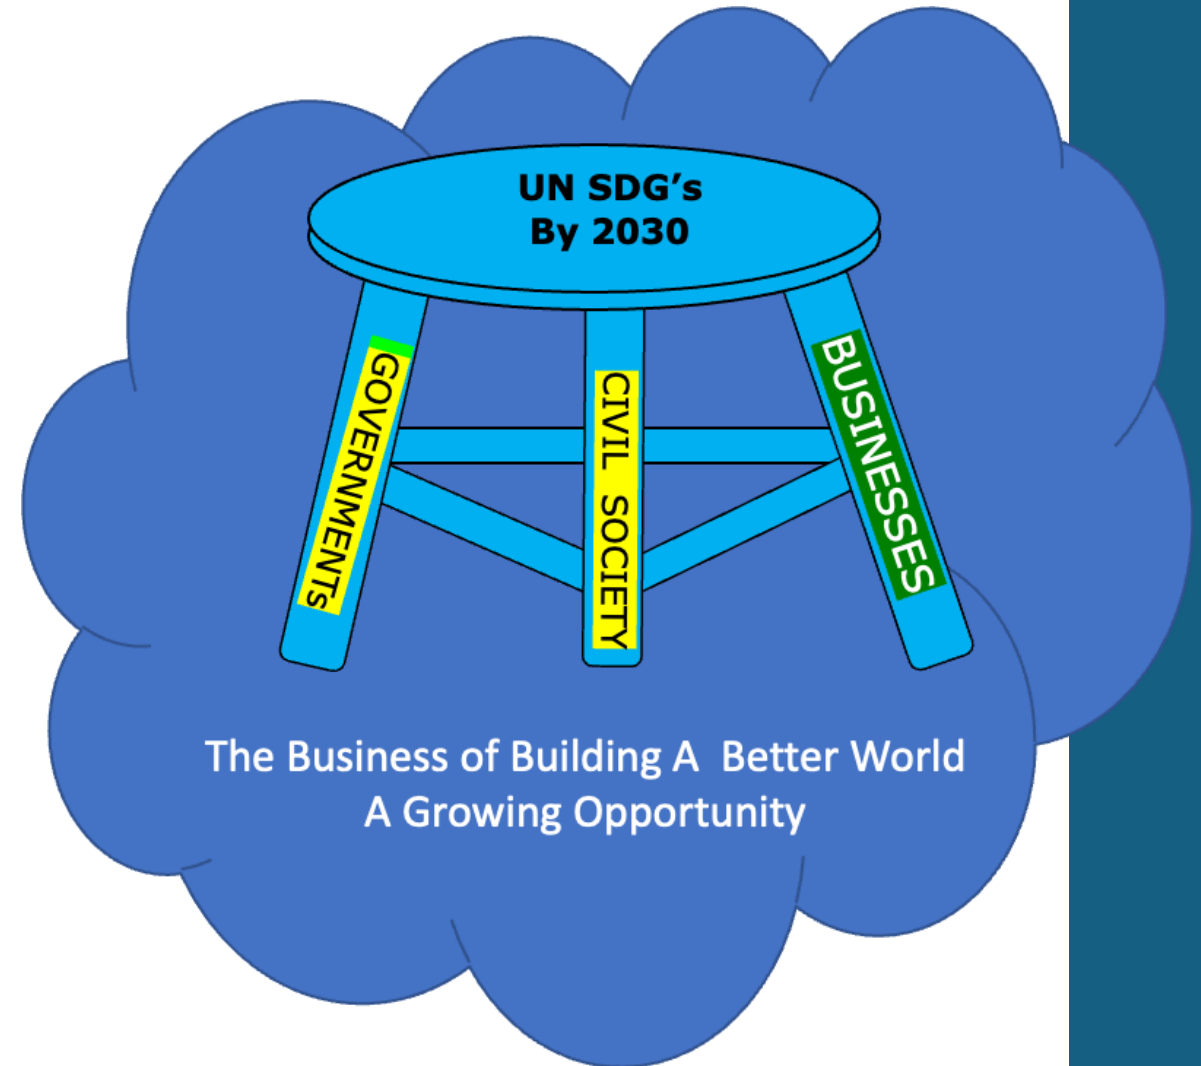 UN SDG’s
By 2030
GOVERNMENTs
CIVIL SOCIETY
BUSINESSES
The Business of Building A  Better World
A Growing Opportunity